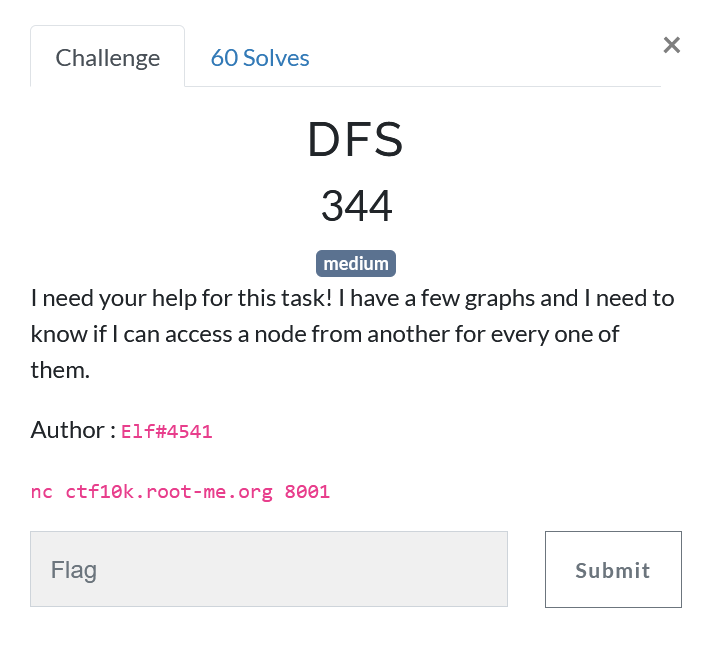 Challenge
60 Solves
×
DFS
344
medium
I need your help for this task! I have a few graphs and I need to
know if I can access a node from another for every one of
them.
Author : Elf#4541
nc ctf10k.root-me.org 8001
Flag
Submit